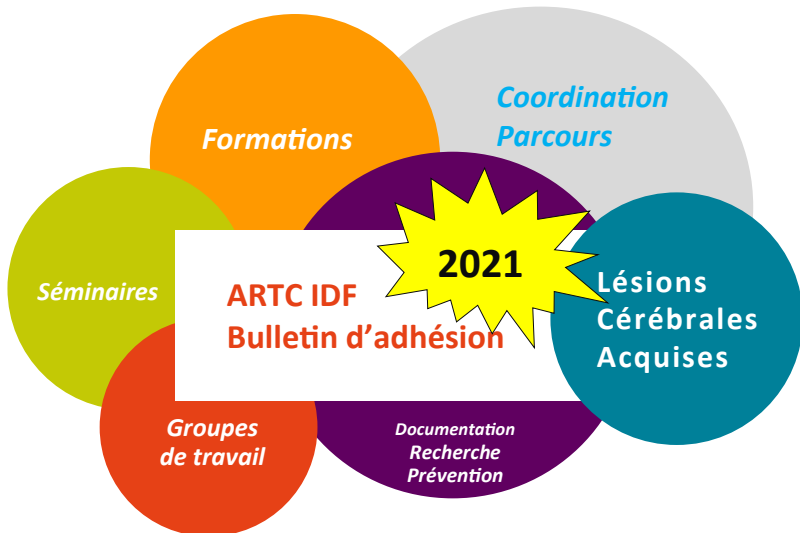 Coordination
Parcours
Formations
2021
Séminaires
ARTC IDF
Bulletin d’adhésion
Lésions
Cérébrales
Acquises
Groupes
de travail
Documentation
Recherche
Prévention